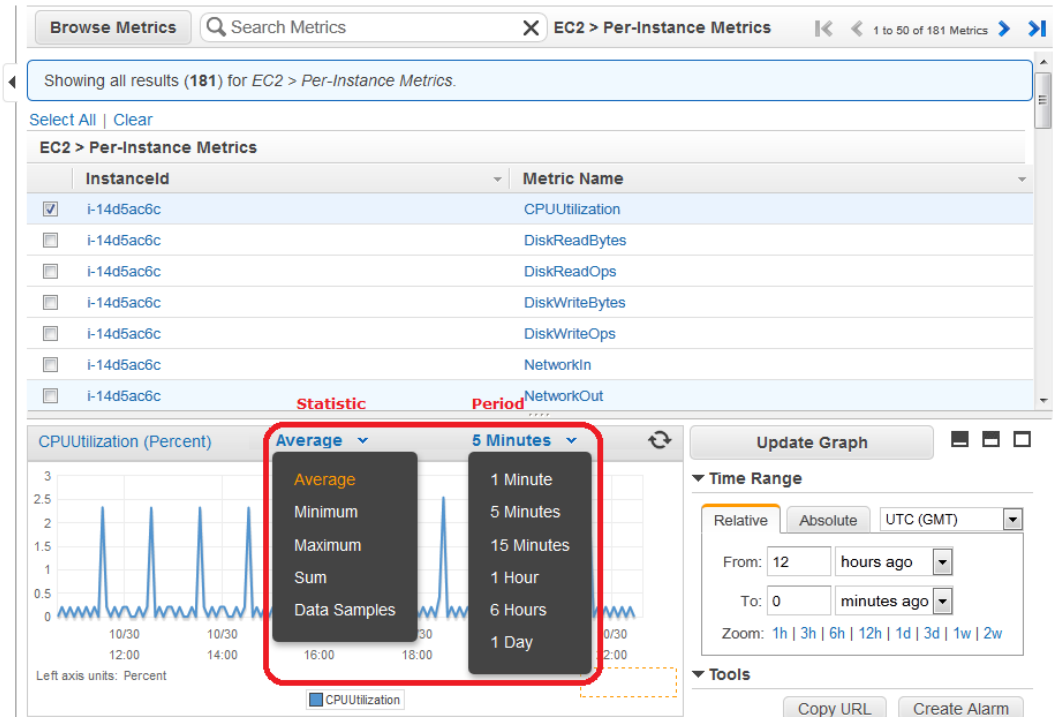 Browse Metrics Search Metrics EC2 > Per-Instance Metrics 1 to 50 of 181 Metrics
Showing all results (181) for EC2 > Per-Instance Metrics.
Select All | Clear
EC2 > Per-Instance Metrics
InstanceId Metric Name
i-14d5ac6c CPUUtilization
i-14d5ac6c DiskReadBytes
i-14d5ac6c DiskReadOps
i-14d5ac6c DiskWriteBytes
i-14d5ac6c DiskWriteOps
i-14d5ac6c NetworkIn
i-14d5ac6c NetworkOut
Statistic Period
CPUUtilization (Percent) Average 5 Minutes
3
2.5
2
1.5
1
0.5
0
10/30 10/30 30 0/30
12:00 14:00 16:00 18:00 2:00
Left axis units: Percent
CPUUtilization
Average
Minimum
Maximum
Sum
Data Samples
1 Minute
5 Minutes
15 Minutes
1 Hour
6 Hours
1 Day
Update Graph
Time Range
Relative Absolute UTC (GMT)
From: 12 hours ago
To: 0 minutes ago
Zoom: 1h | 3h | 6h | 12h | 1d | 3d | 1w | 2w
Tools
Copy URL Create Alarm